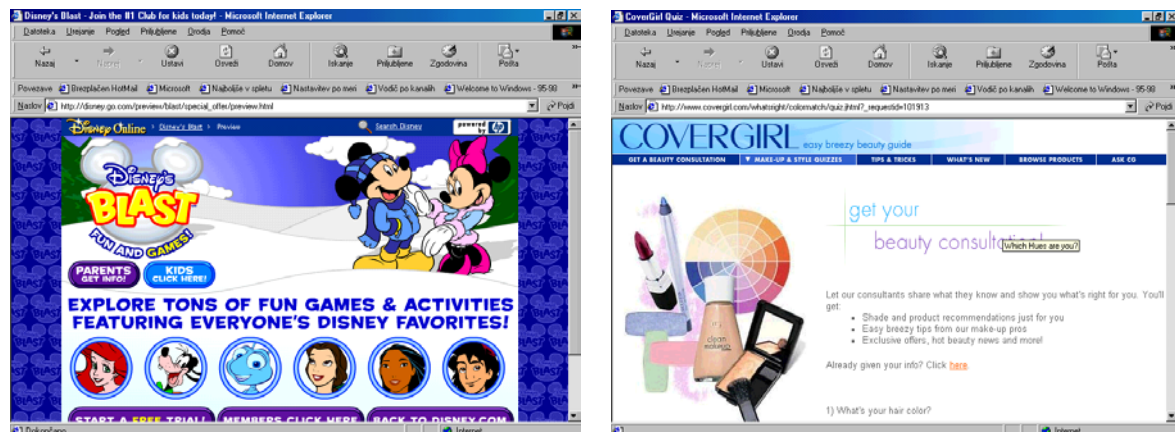 Disney's Blast - Join the #1 Club for kids today! - Microsoft Internet Explorer
Datoteka Urejanje Pogled Priljubljene Orodja Pomoč
Nazaj Naprej Ustavi Osveži Domov Iskanje Priljubljene Zgodovina Pošta
Povezave Brezplačen HotMail Microsoft Najboljše v spletu Nastavitev po meri Vodič po kanalih Welcome to Windows - 95-98
Naslov http://disney.go.com/preview/blast/special_offer/preview.html Pojdi
Disney Online > Disney's Blast > Preview Search Disney powered by hp
DISNEY'S
BLAST
FUN AND GAMES!
PARENTS
GET INFO!
KIDS
CLICK HERE!
EXPLORE TONS OF FUN GAMES & ACTIVITIES
FEATURING EVERYONE'S DISNEY FAVORITES!
START A FREE TRIAL! MEMBERS CLICK HERE BACK TO DISNEY.COM
Dokončano Internet
CoverGirl Quiz - Microsoft Internet Explorer
Datoteka Urejanje Pogled Priljubljene Orodja Pomoč
Nazaj Naprej Ustavi Osveži Domov Iskanje Priljubljene Zgodovina Pošta
Povezave Brezplačen HotMail Microsoft Najboljše v spletu Nastavitev po meri Vodič po kanalih Welcome to Windows - 95-98
Naslov http://www.covergirl.com/whatsright/colormatch/quiz.jhtml?_requestid=101913 Pojdi
COVERGIRL easy breezy beauty guide
GET A BEAUTY CONSULTATION MAKE-UP & STYLE QUIZZES TIPS & TRICKS WHAT'S NEW BROWSE PRODUCTS ASK CG
get your
beauty consultation!
Which Hues are you?
Let our consultants share what they know and show you what's right for you. You'll
get:
• Shade and product recommendations just for you
• Easy breezy tips from our make-up pros
• Exclusive offers, hot beauty news and more!
clean
makeup
Already given your info? Click here.
1) What's your hair color?
Internet